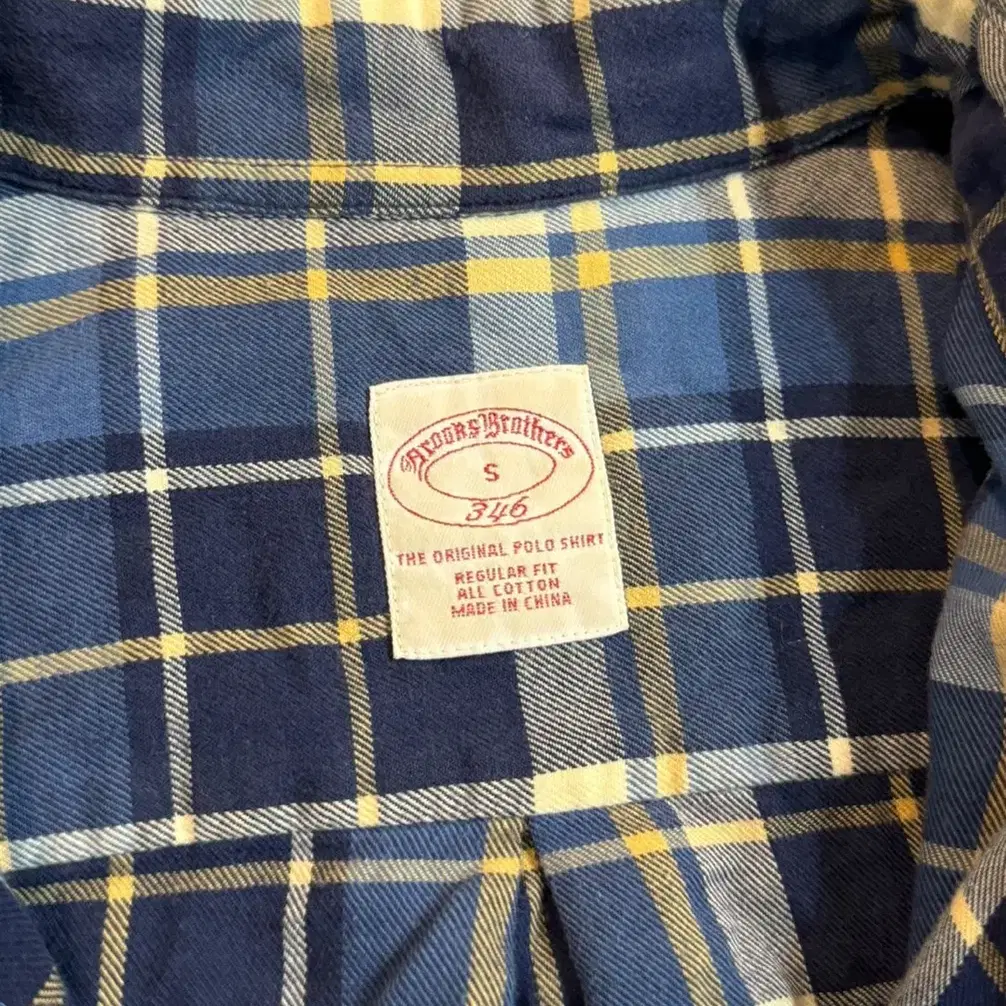 Brooks Brothers
S
346
THE ORIGINAL POLO SHIRT
REGULAR FIT
ALL COTTON
MADE IN CHINA